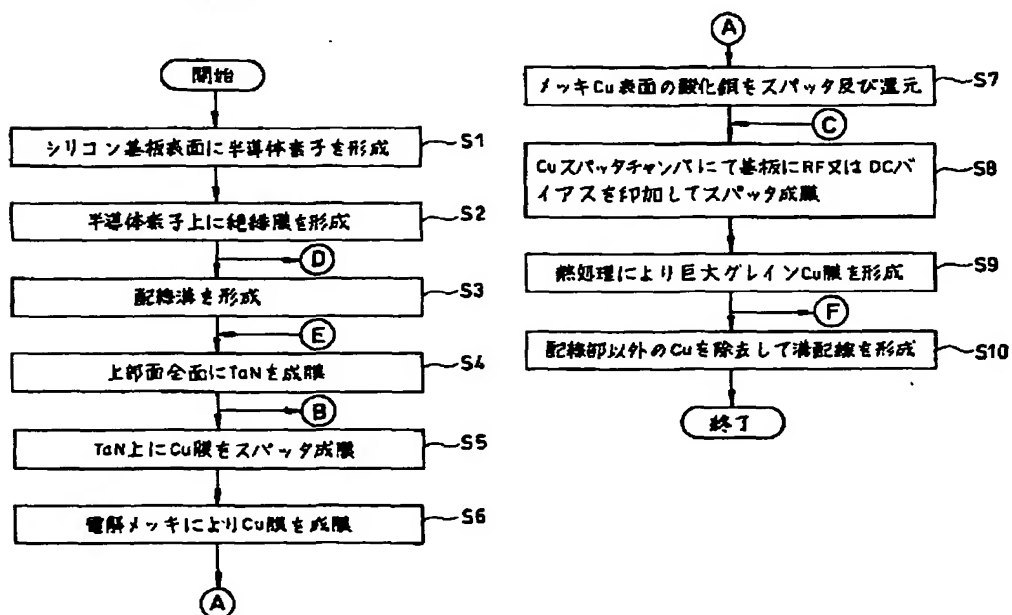 開始
シリコン基板表面に半導体素子を形成 S1
半導体素子上に絶縁膜を形成 S2
D
配線溝を形成 S3
E
上部面全面にTaNを成膜 S4
B
TaN上にCu膜をスパッタ成膜 S5
電解メッキによりCu膜を成膜 S6
A
A
メッキCu表面の酸化銅をスパッタ及び還元 S7
C
Cuスパッタチャンバにて基板にRF又はDCバ
イアスを印加してスパッタ成膜 S8
熱処理により巨大グレインCu膜を形成 S9
F
配線部以外のCuを除去して溝配線を形成 S10
終了